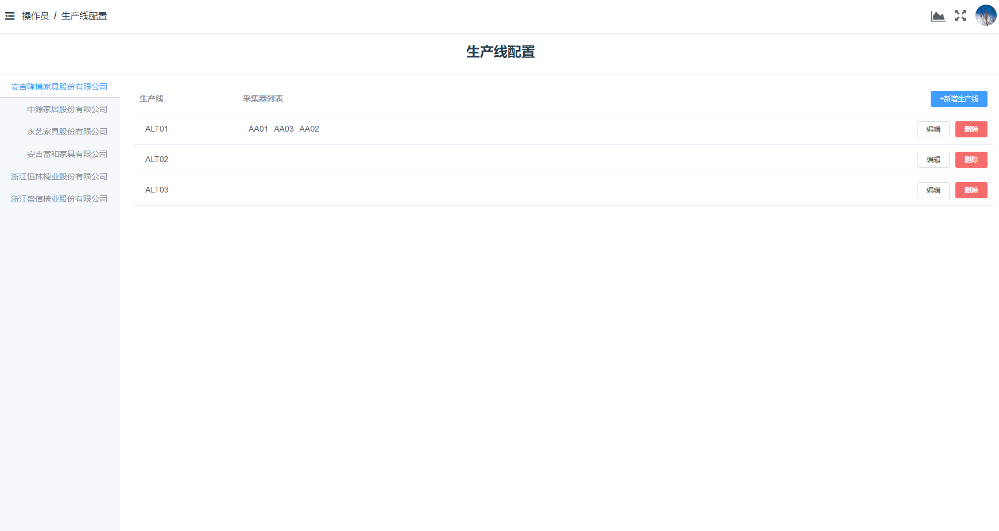 操作员 / 生产线配置
生产线配置
安吉隆博家具股份有限公司
中源家居股份有限公司
永艺家具股份有限公司
安吉富和家具有限公司
浙江恒林椅业股份有限公司
浙江盛信椅业股份有限公司
生产线 采集器列表 +新增生产线
ALT01 AA01 AA03 AA02 编辑 删除
ALT02 编辑 删除
ALT03 编辑 删除